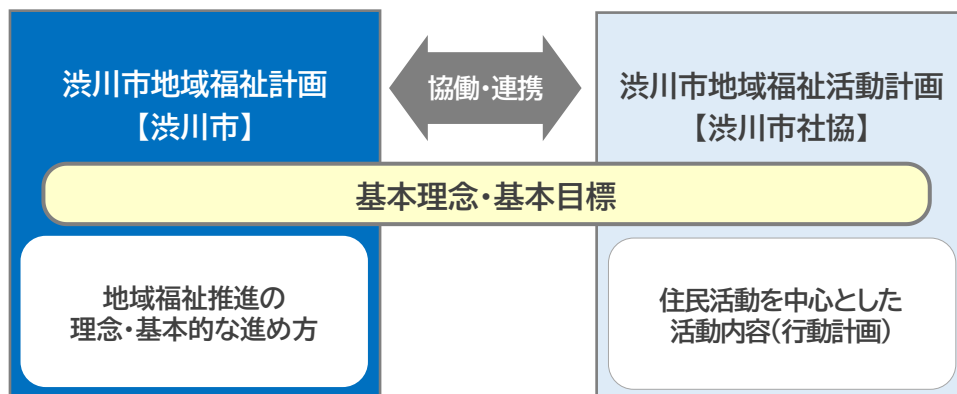 渋川市地域福祉計画
【渋川市】
協働・連携
渋川市地域福祉活動計画
【渋川市社協】
基本理念・基本目標
地域福祉推進の
理念・基本的な進め方
住民活動を中心とした
活動内容(行動計画)